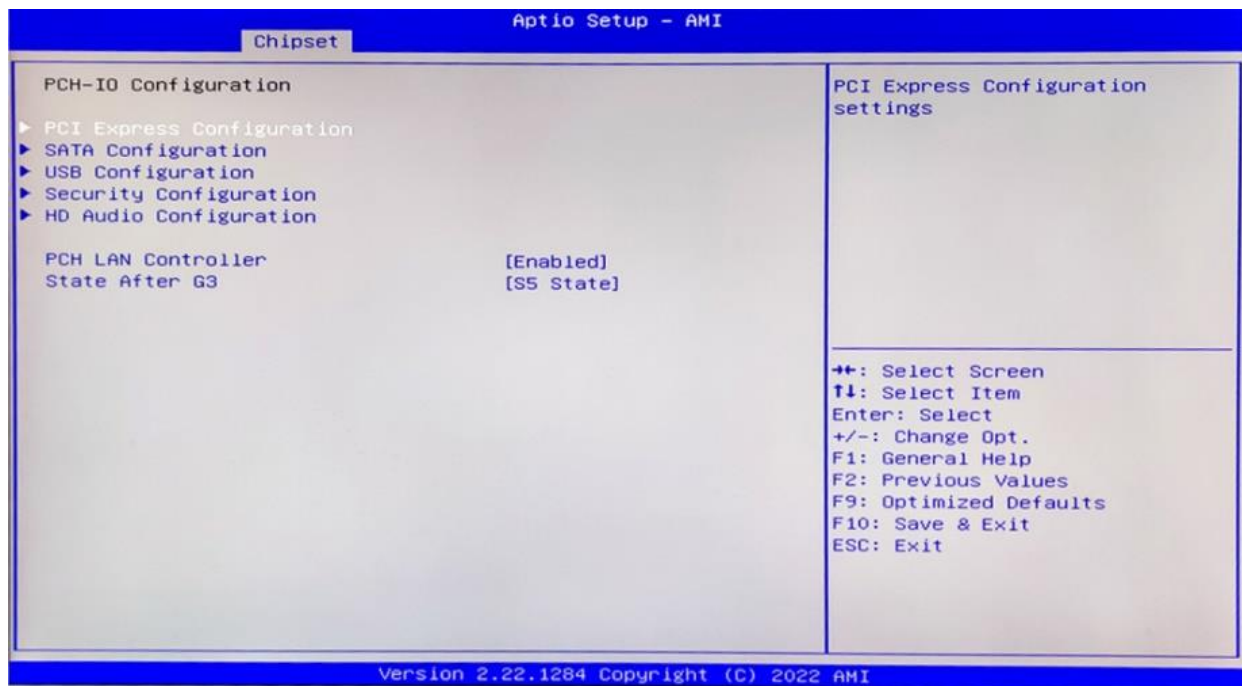 Aptio Setup - AMI
Chipset
PCH-IO Configuration
► PCI Express Configuration
► SATA Configuration
► USB Configuration
► Security Configuration
► HD Audio Configuration
PCH LAN Controller [Enabled]
State After G3 [S5 State]
PCI Express Configuration
settings
→←: Select Screen
↑↓: Select Item
Enter: Select
+/-: Change Opt.
F1: General Help
F2: Previous Values
F9: Optimized Defaults
F10: Save & Exit
ESC: Exit
Version 2.22.1284 Copyright (C) 2022 AMI